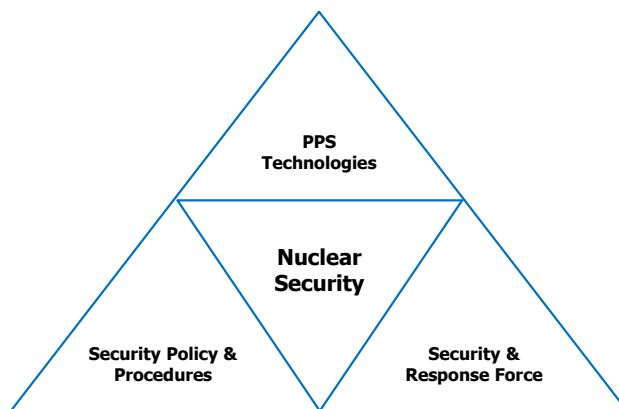 PPS
Technologies
Nuclear
Security
Security Policy &
Procedures
Security &
Response Force